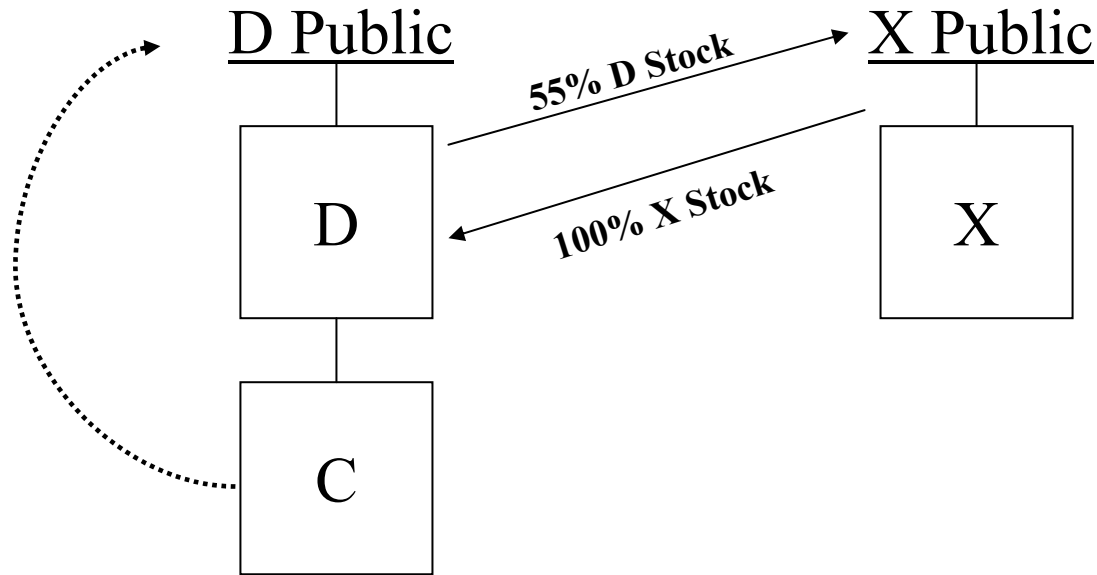 D Public
X Public
55% D Stock
100% X Stock
D
X
C